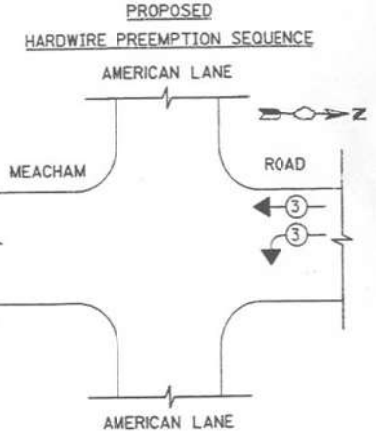 PROPOSED
HARDWIRE PREEMPTION SEQUENCE
AMERICAN LANE
N
MEACHAM ROAD
3
3
AMERICAN LANE